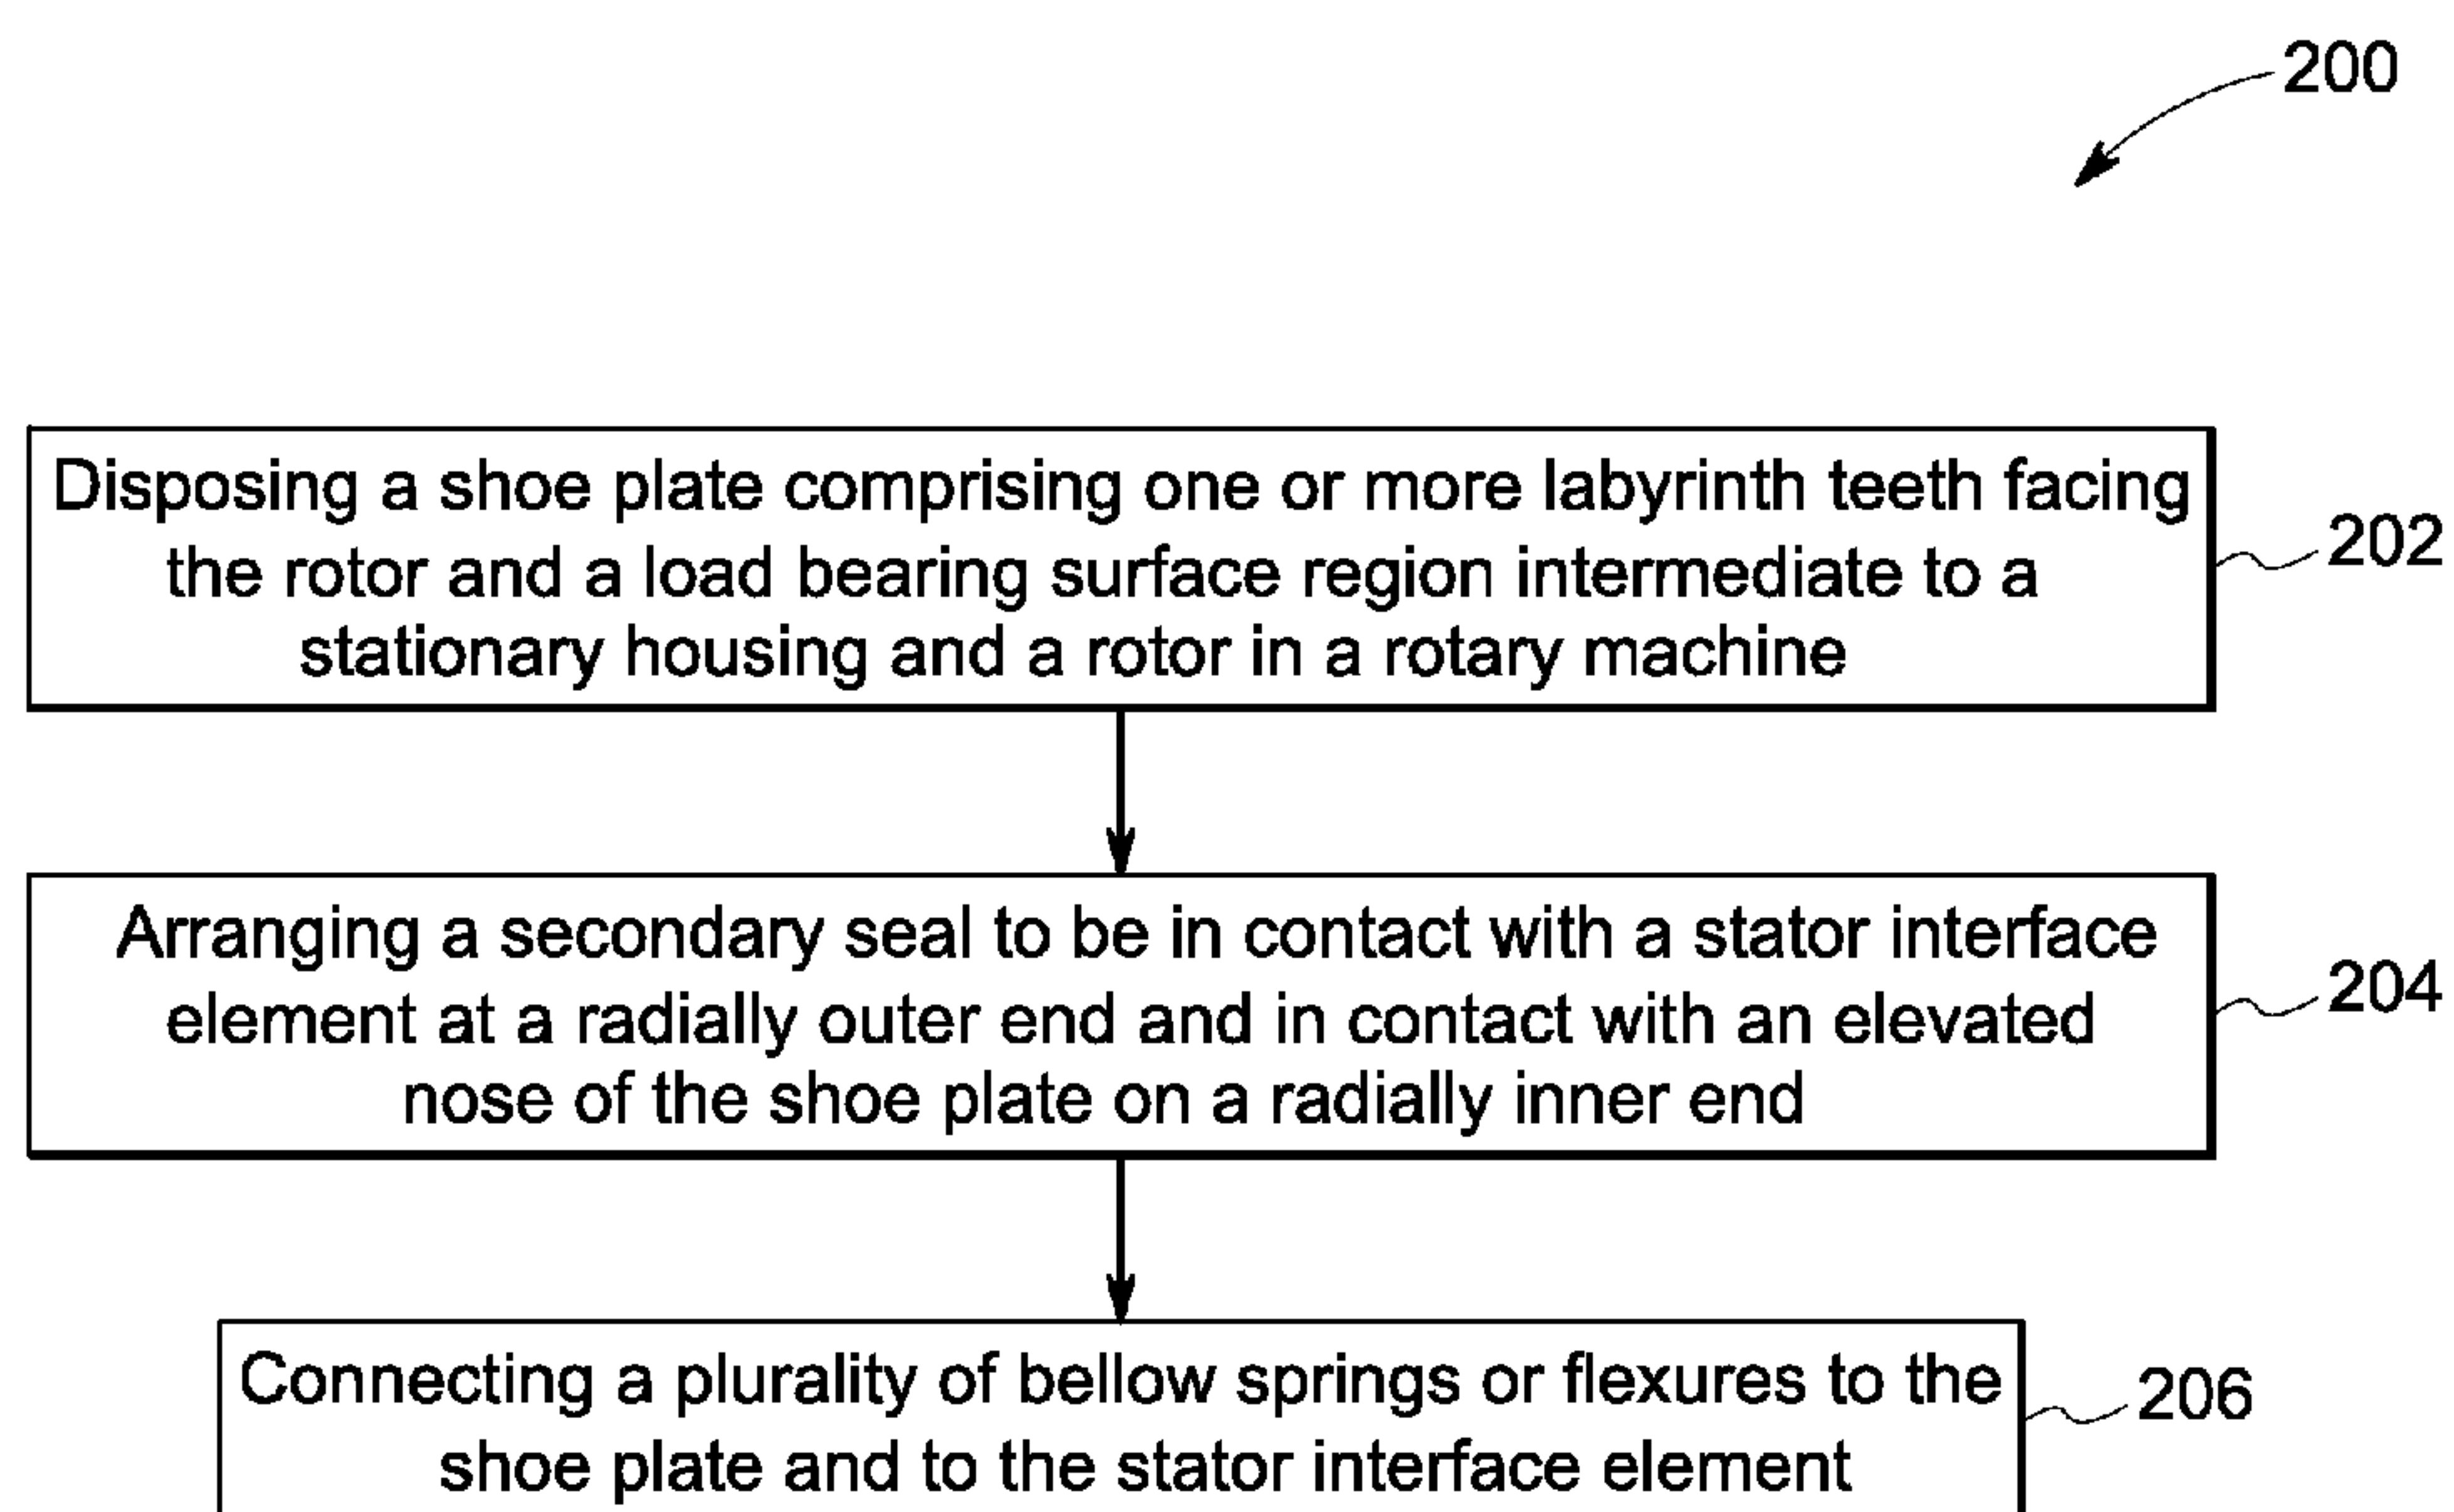 200
Disposing a shoe plate comprising one or more labyrinth teeth facing
the rotor and a load bearing surface region intermediate to a
stationary housing and a rotor in a rotary machine
202
Arranging a secondary seal to be in contact with a stator interface
element at a radially outer end and in contact with an elevated
nose of the shoe plate on a radially inner end
204
Connecting a plurality of bellow springs or flexures to the
shoe plate and to the stator interface element
206